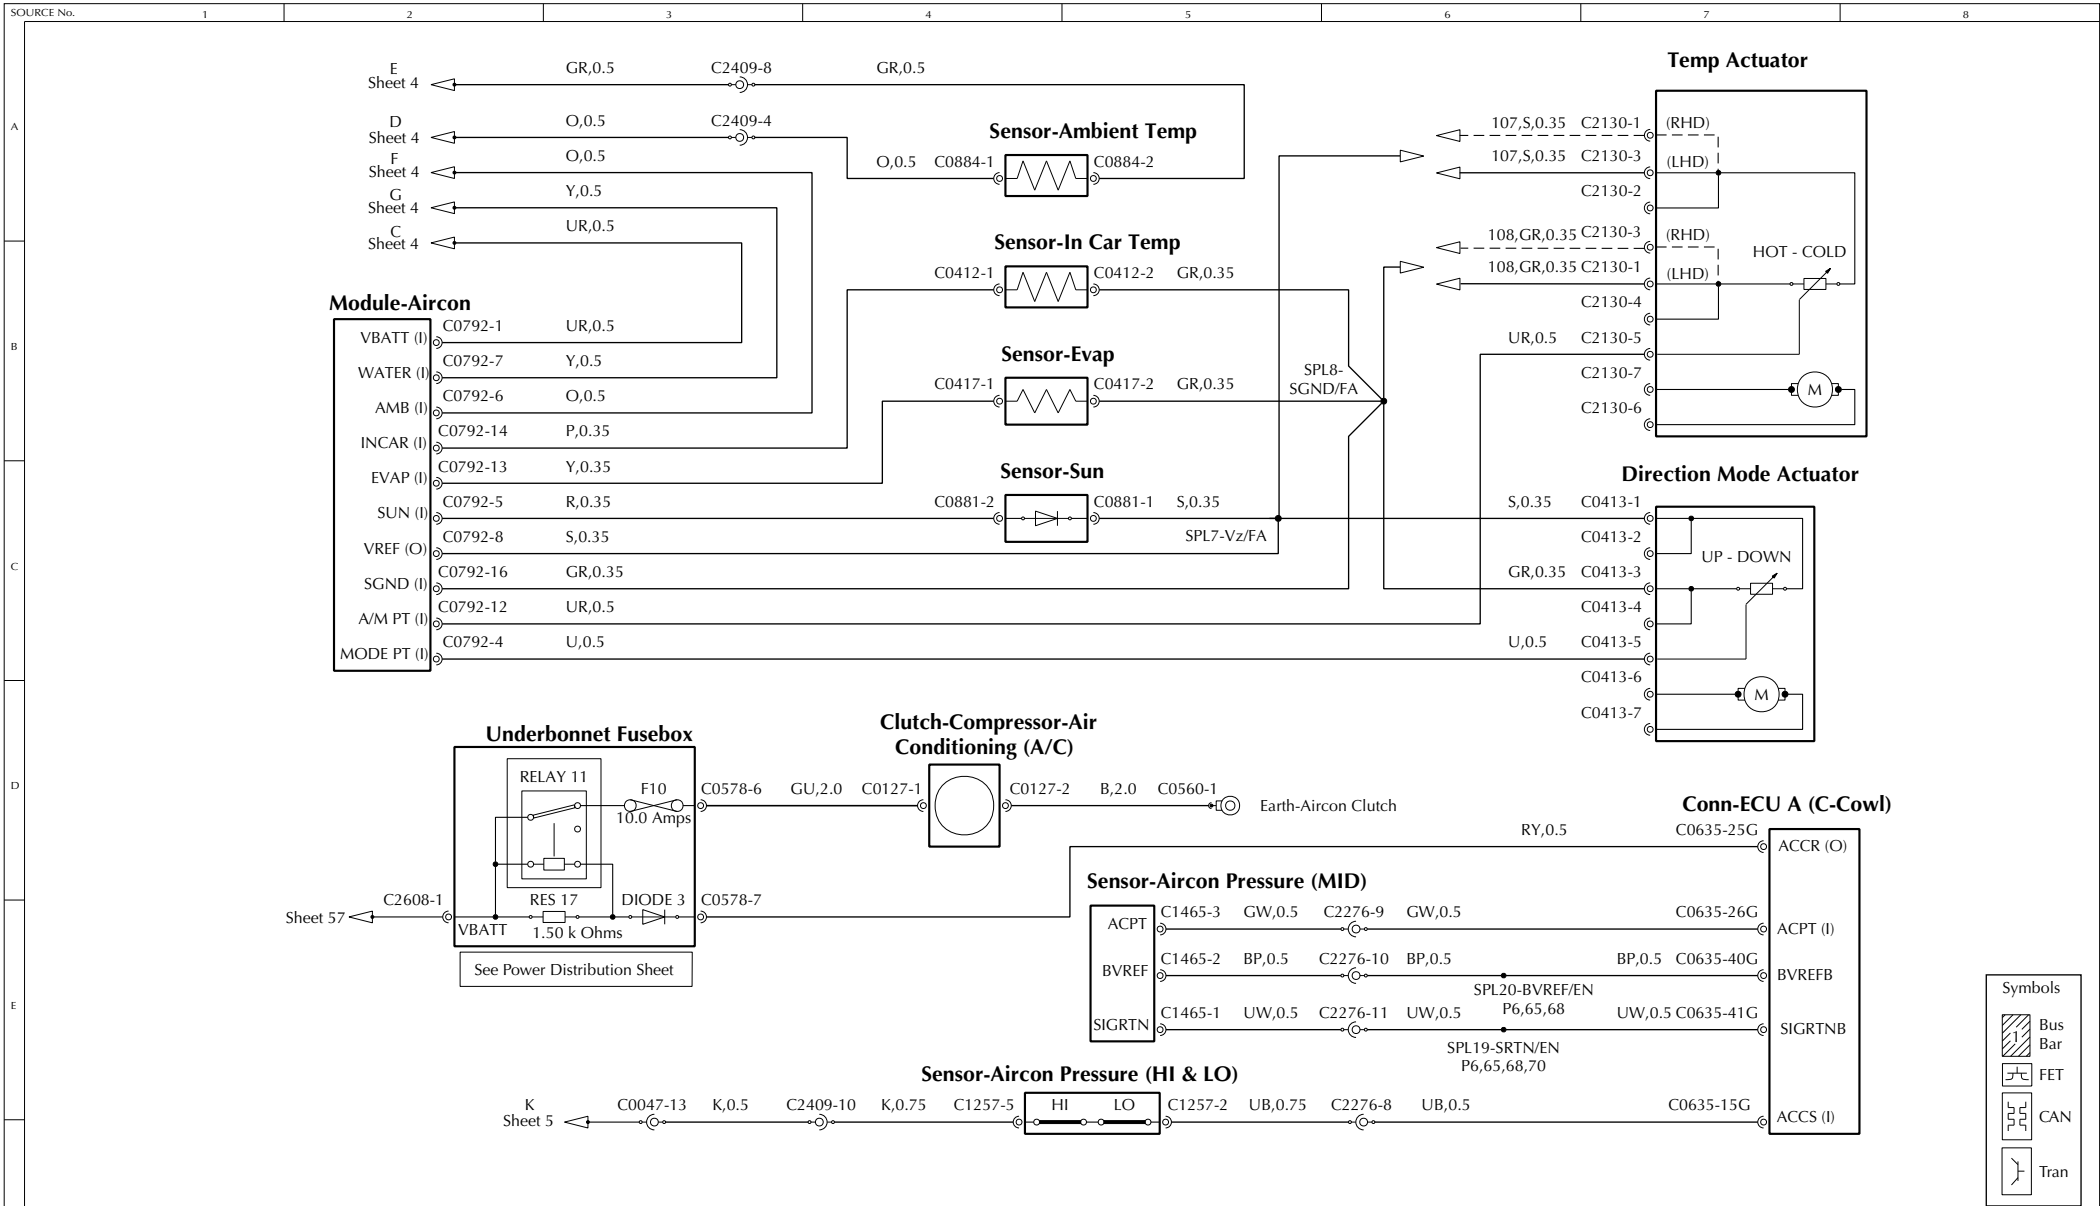 SOURCE No. 1 2 3 4 5 6 7 8
A
B
C
D
E
E
Sheet 4
GR,0.5 C2409-8 GR,0.5
D
Sheet 4
O,0.5 C2409-4
F
Sheet 4
O,0.5
G
Sheet 4
Y,0.5
C
Sheet 4
UR,0.5
Sensor-Ambient Temp
O,0.5 C0884-1 C0884-2
Sensor-In Car Temp
C0412-1 C0412-2 GR,0.35
Sensor-Evap
C0417-1 C0417-2 GR,0.35
SPL8-
SGND/FA
Sensor-Sun
C0881-2 C0881-1 S,0.35
SPL7-Vz/FA
Module-Aircon
VBATT (I) C0792-1 UR,0.5
WATER (I) C0792-7 Y,0.5
AMB (I) C0792-6 O,0.5
INCAR (I) C0792-14 P,0.35
EVAP (I) C0792-13 Y,0.35
SUN (I) C0792-5 R,0.35
VREF (O) C0792-8 S,0.35
SGND (I) C0792-16 GR,0.35
A/M PT (I) C0792-12 UR,0.5
MODE PT (I) C0792-4 U,0.5
Temp Actuator
107,S,0.35 C2130-1 (RHD)
107,S,0.35 C2130-3 (LHD)
C2130-2
108,GR,0.35 C2130-3 (RHD)
HOT - COLD
108,GR,0.35 C2130-1 (LHD)
C2130-4
UR,0.5 C2130-5
C2130-7
M
C2130-6
Direction Mode Actuator
S,0.35 C0413-1
C0413-2
UP - DOWN
GR,0.35 C0413-3
C0413-4
U,0.5 C0413-5
C0413-6
M
C0413-7
Underbonnet Fusebox
RELAY 11
F10
10.0 Amps
C0578-6 GU,2.0 C0127-1
Clutch-Compressor-Air
Conditioning (A/C)
C0127-2 B,2.0 C0560-1
Earth-Aircon Clutch
Sheet 57 C2608-1
VBATT
RES 17
1.50 k Ohms
DIODE 3 C0578-7
See Power Distribution Sheet
Conn-ECU A (C-Cowl)
RY,0.5 C0635-25G ACCR (O)
Sensor-Aircon Pressure (MID)
ACPT C1465-3 GW,0.5 C2276-9 GW,0.5 C0635-26G ACPT (I)
BVREF C1465-2 BP,0.5 C2276-10 BP,0.5 BP,0.5 C0635-40G BVREFB
SPL20-BVREF/EN
P6,65,68
SIGRTN C1465-1 UW,0.5 C2276-11 UW,0.5 UW,0.5 C0635-41G SIGRTNB
SPL19-SRTN/EN
P6,65,68,70
Sensor-Aircon Pressure (HI & LO)
K
Sheet 5
C0047-13 K,0.5 C2409-10 K,0.75 C1257-5 HI LO C1257-2 UB,0.75 C2276-8 UB,0.5 C0635-15G ACCS (I)
Symbols
1 Bus
Bar
FET
CAN
Tran